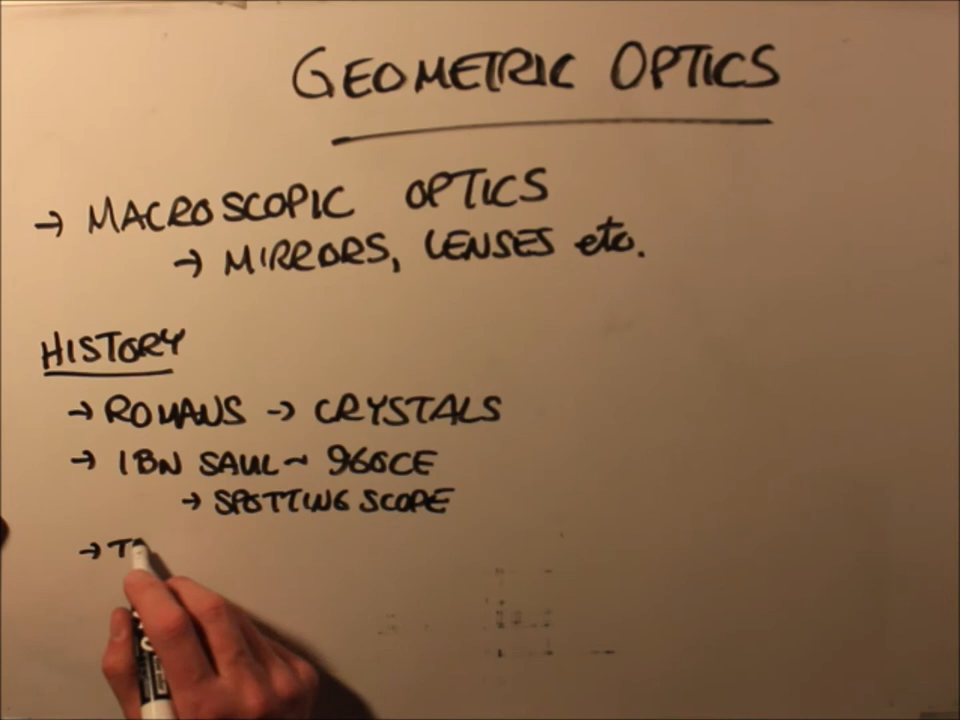 GEOMETRIC OPTICS
→ MACROSCOPIC OPTICS
→ MIRRORS, LENSES etc.
HISTORY
→ ROMANS → CRYSTALS
→ IBN SAUL ~ 960CE
→ SPOTTING SCOPE
→ T